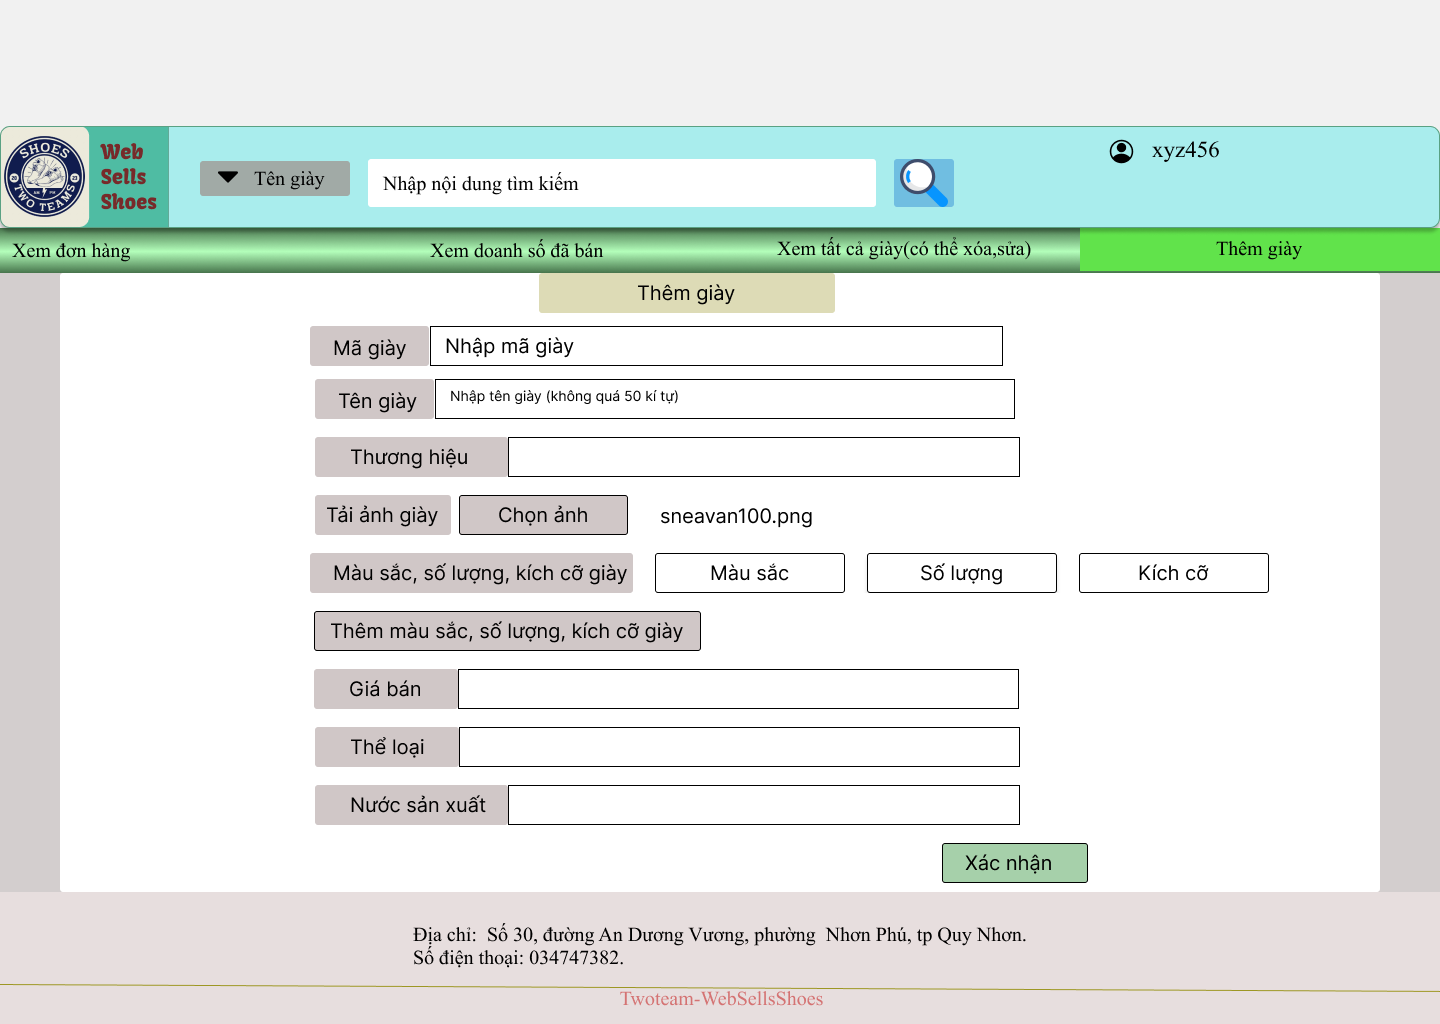 SHOES
TWO TEAMS
Web
Sells
Shoes
Tên giày
Nhập nội dung tìm kiếm
xyz456
Xem đơn hàng
Xem doanh số đã bán
Xem tất cả giày(có thể xóa,sửa)
Thêm giày
Thêm giày
Mã giày
Nhập mã giày
Tên giày
Nhập tên giày (không quá 50 kí tự)
Thương hiệu
Tải ảnh giày
Chọn ảnh
sneavan100.png
Màu sắc, số lượng, kích cỡ giày
Màu sắc
Số lượng
Kích cỡ
Thêm màu sắc, số lượng, kích cỡ giày
Giá bán
Thể loại
Nước sản xuất
Xác nhận
Địa chỉ:  Số 30, đường An Dương Vương, phường  Nhơn Phú, tp Quy Nhơn.
Số điện thoại: 034747382.
Twoteam-WebSellsShoes